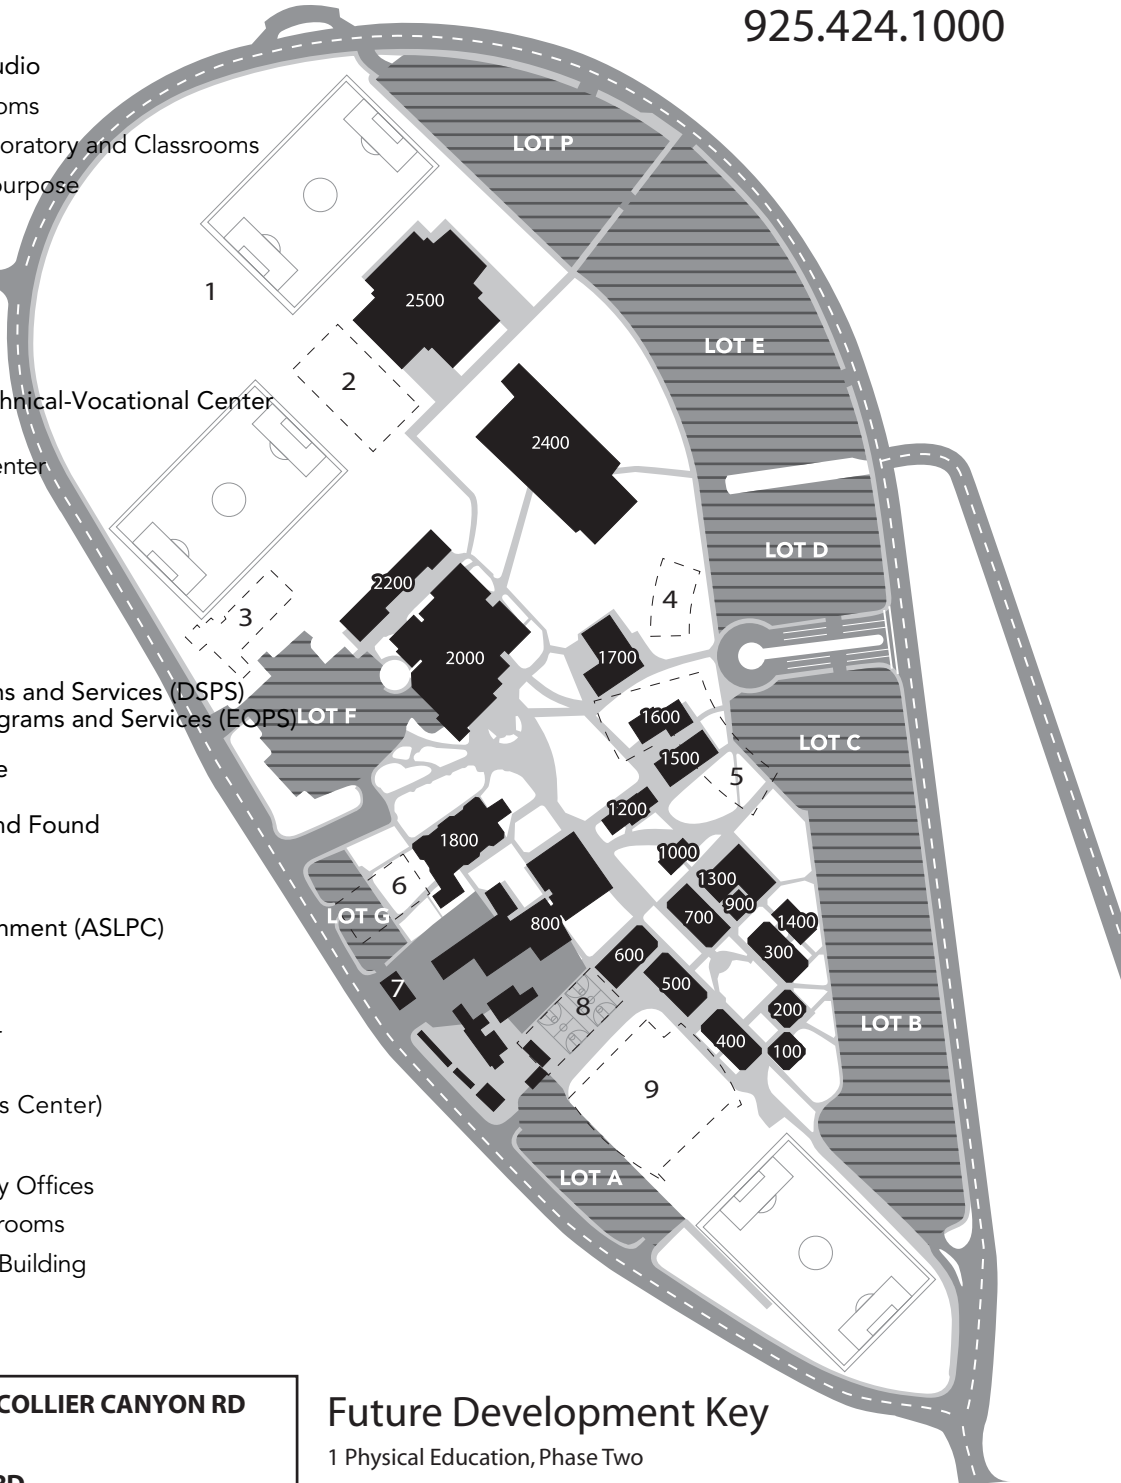 925.424.1000
udio
oms
oratory and Classrooms
purpose
hnical-Vocational Center
enter
ns and Services (DSPS)
grams and Services (EOPS)
e
nd Found
nment (ASLPC)
s Center)
y Offices
rooms
Building
LOT P
1
2500
LOT E
2
2400
LOT D
2200
4
3
2000
1700
LOT F
1600
LOT C
1500
5
1200
1800
1000
1300
6
900
LOT G
700
1400
800
300
600
500
7
8
200
LOT B
400
100
9
LOT A
COLLIER CANYON RD
RD
Future Development Key
1 Physical Education, Phase Two